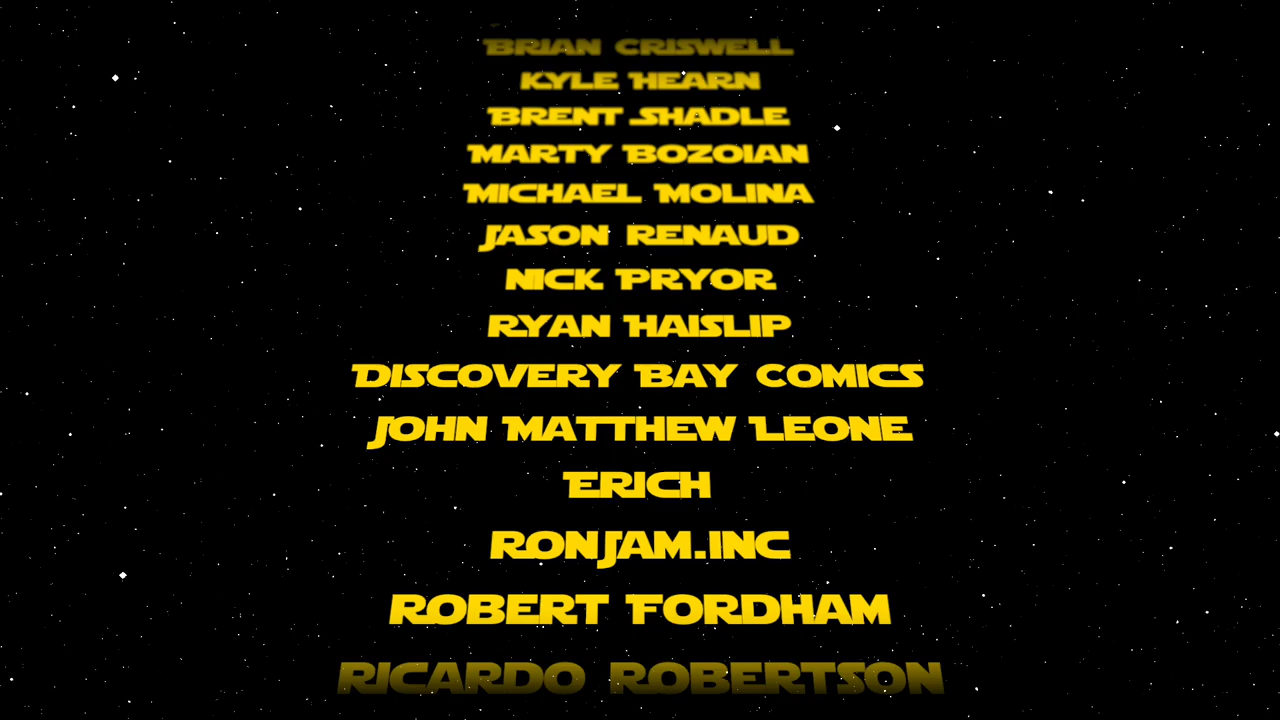 Brian Criswell
Kyle Hearn
Brent Shadle
Marty Bozoian
Michael Molina
Jason Renaud
Nick Pryor
Ryan Haislip
Discovery Bay Comics
John Matthew Leone
Erich
RonJam.inc
Robert Fordham
Ricardo Robertson